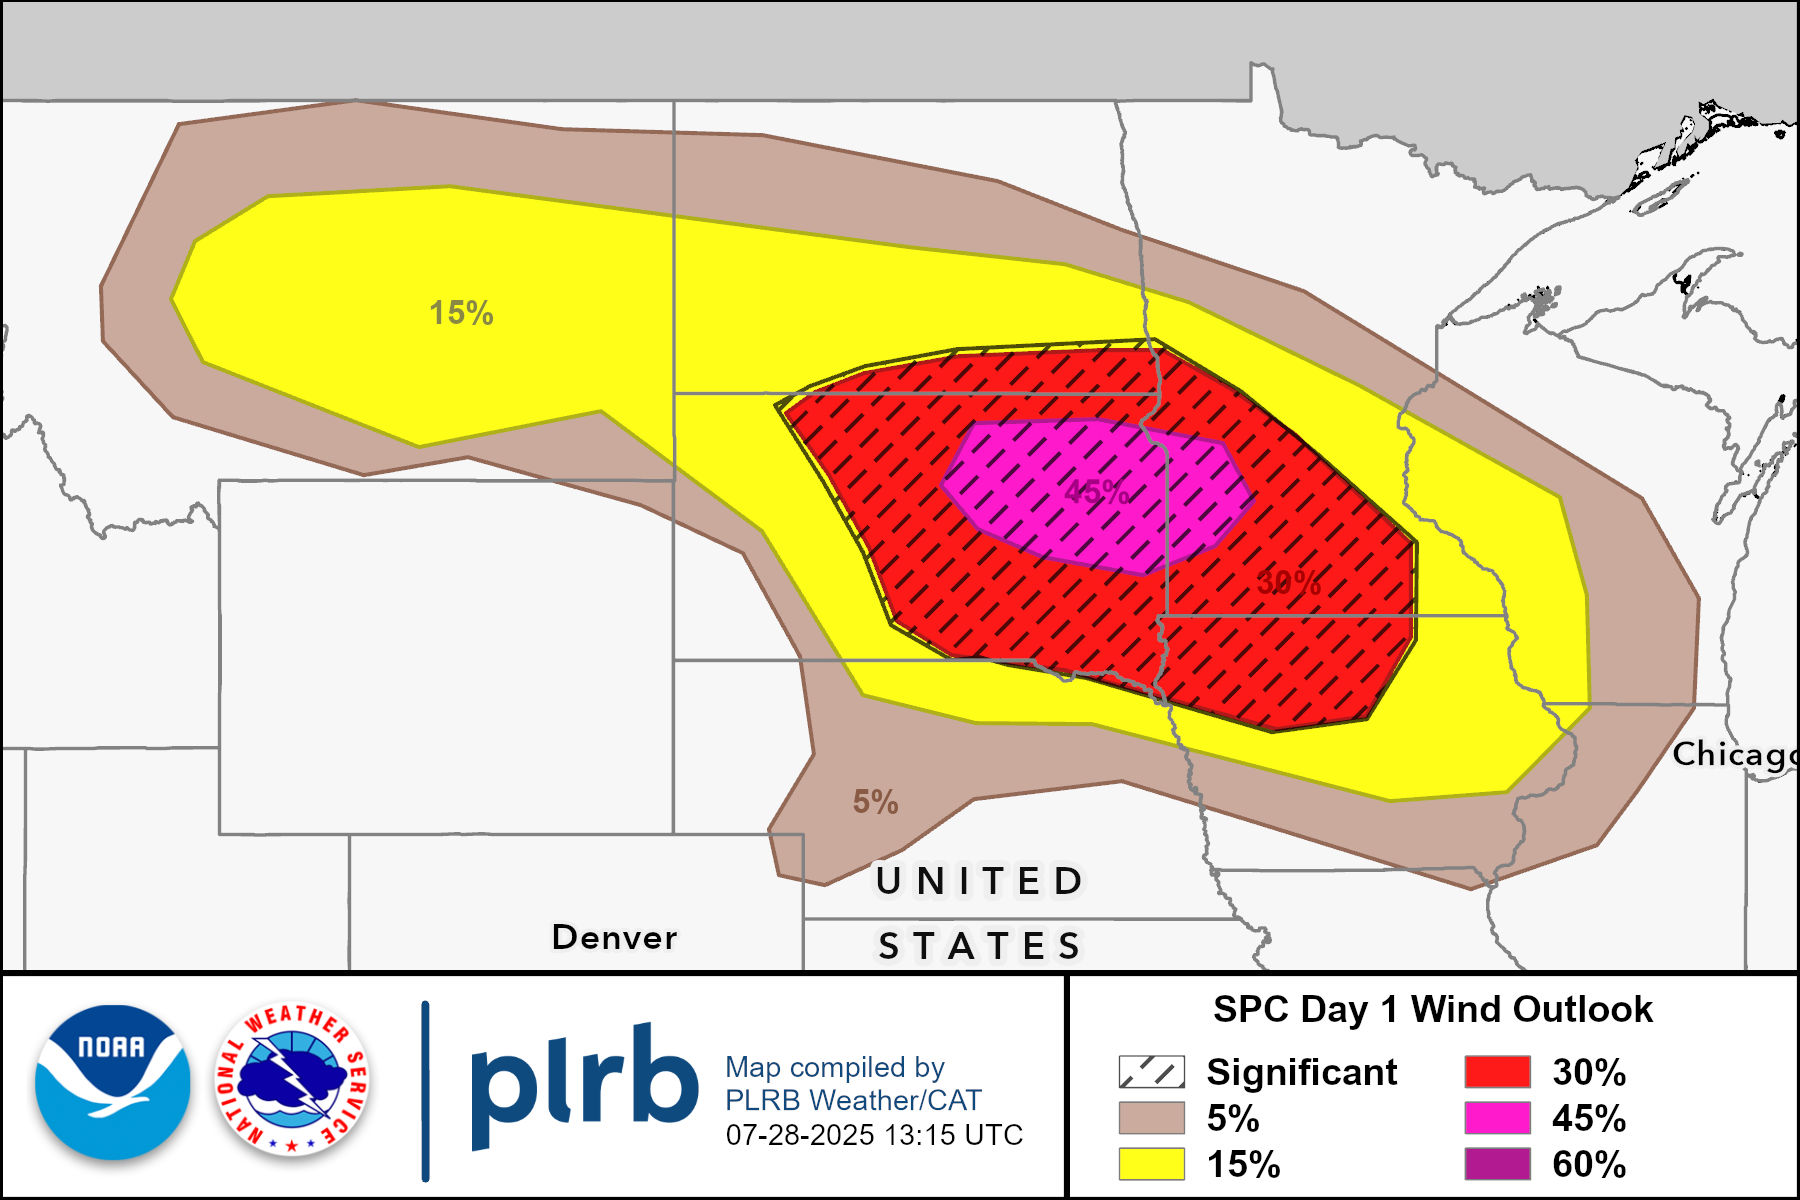 15%
45%
30%
Chicago
5%
UNITED
STATES
Denver
NOAA
NATIONAL WEATHER SERVICE
plrb
Map compiled by
PLRB Weather/CAT
07-28-2025 13:15 UTC
SPC Day 1 Wind Outlook
Significant
5%
15%
30%
45%
60%